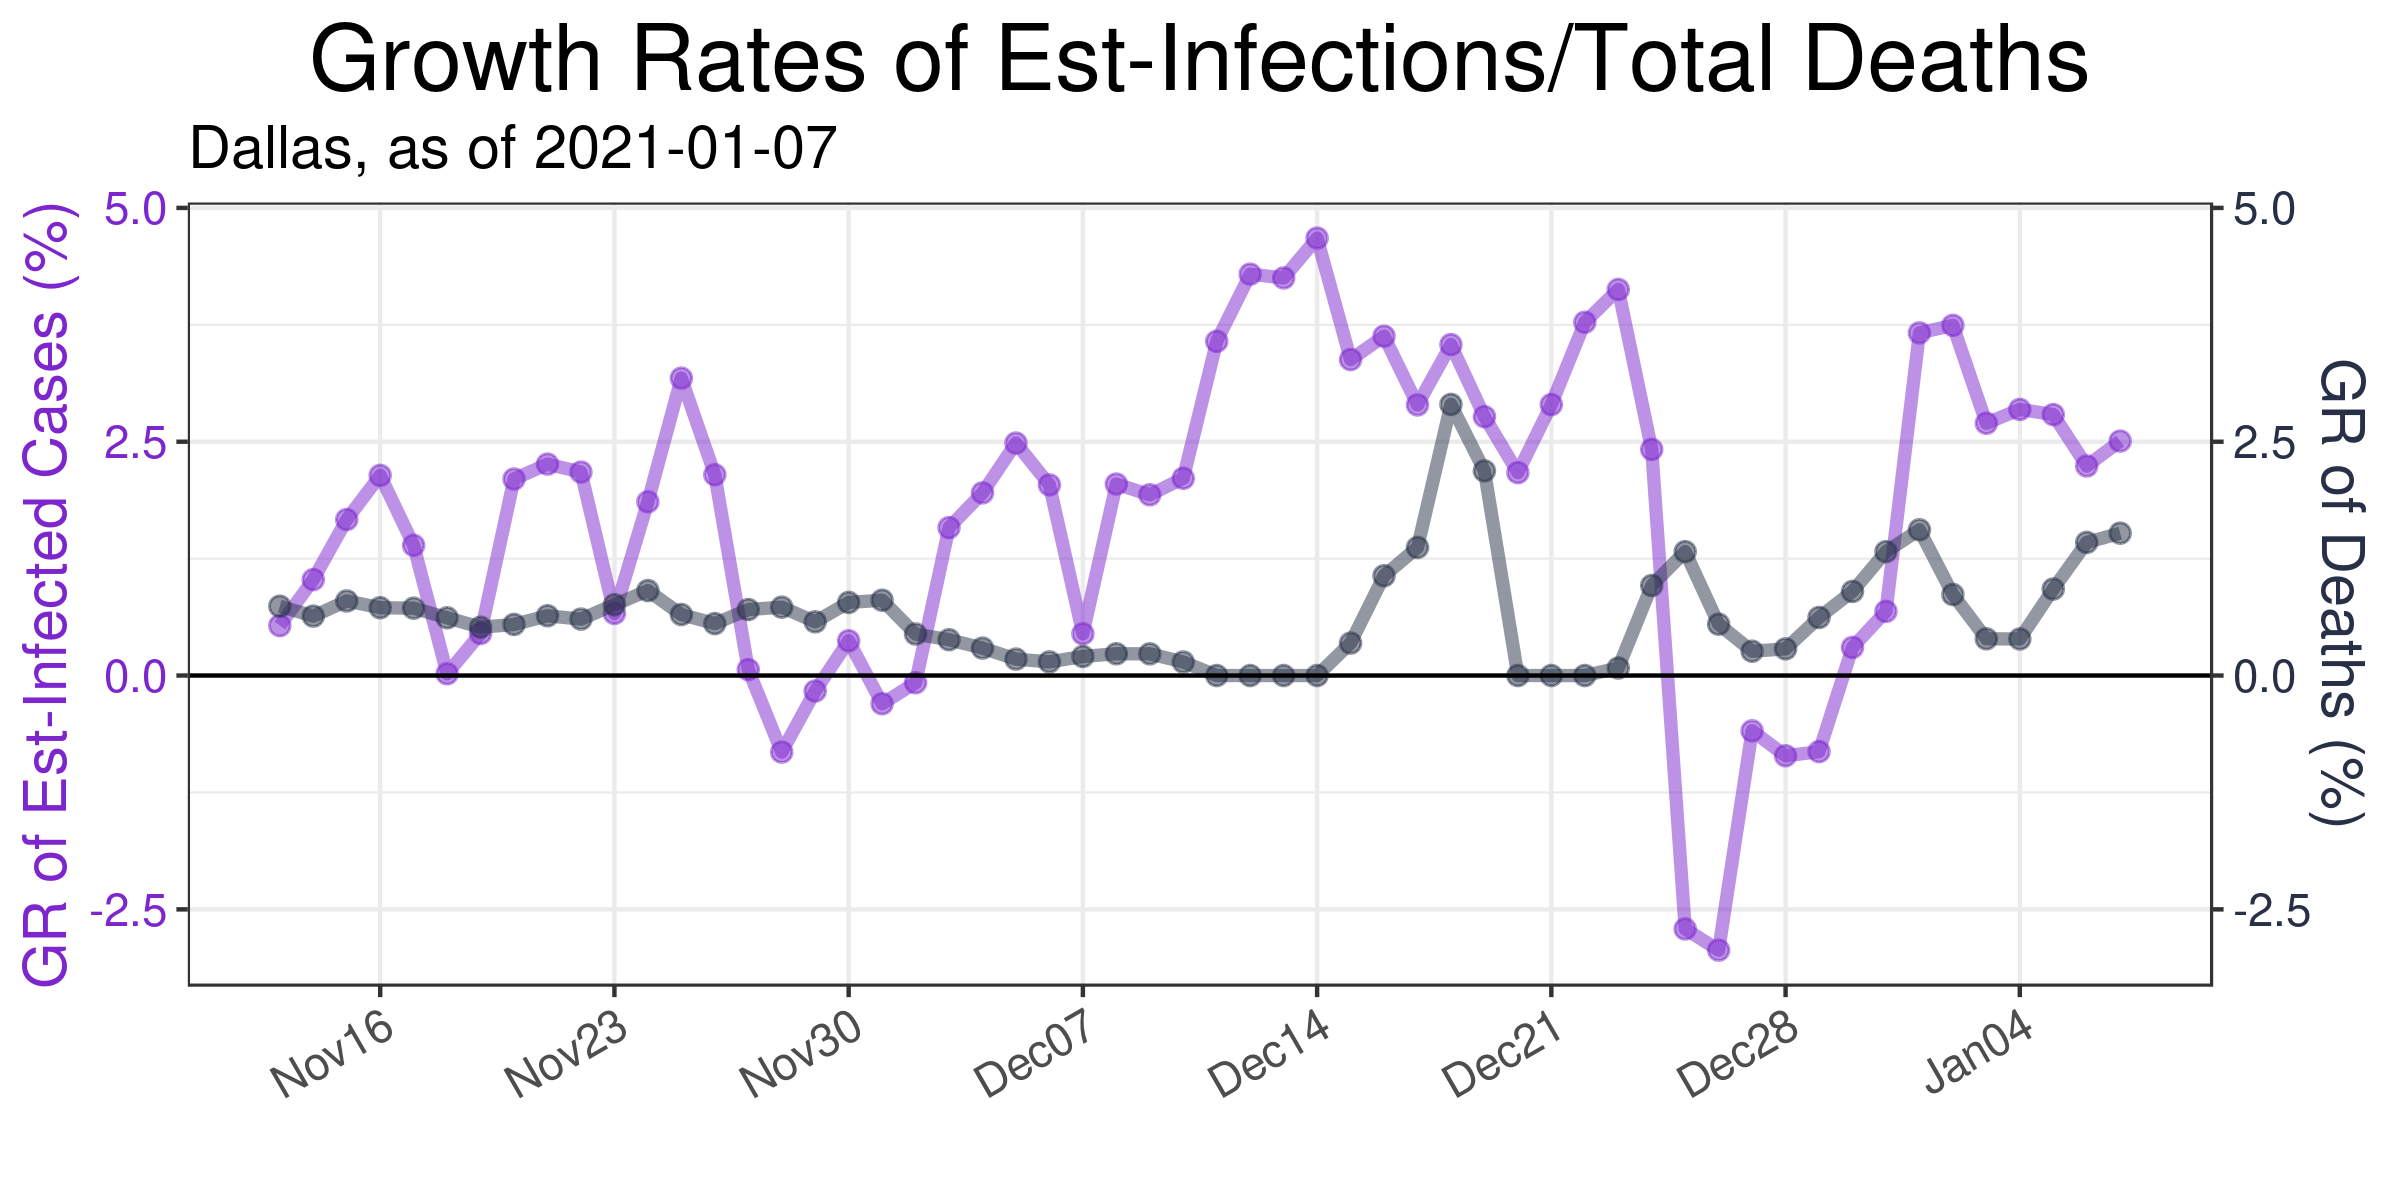 Growth Rates of Est-Infections/Total Deaths
Dallas, as of 2021-01-07
GR of Est-Infected Cases (%)
5.0
2.5
0.0
-2.5
5.0
2.5
0.0
-2.5
GR of Deaths (%)
Nov16
Nov23
Nov30
Dec07
Dec14
Dec21
Dec28
Jan04